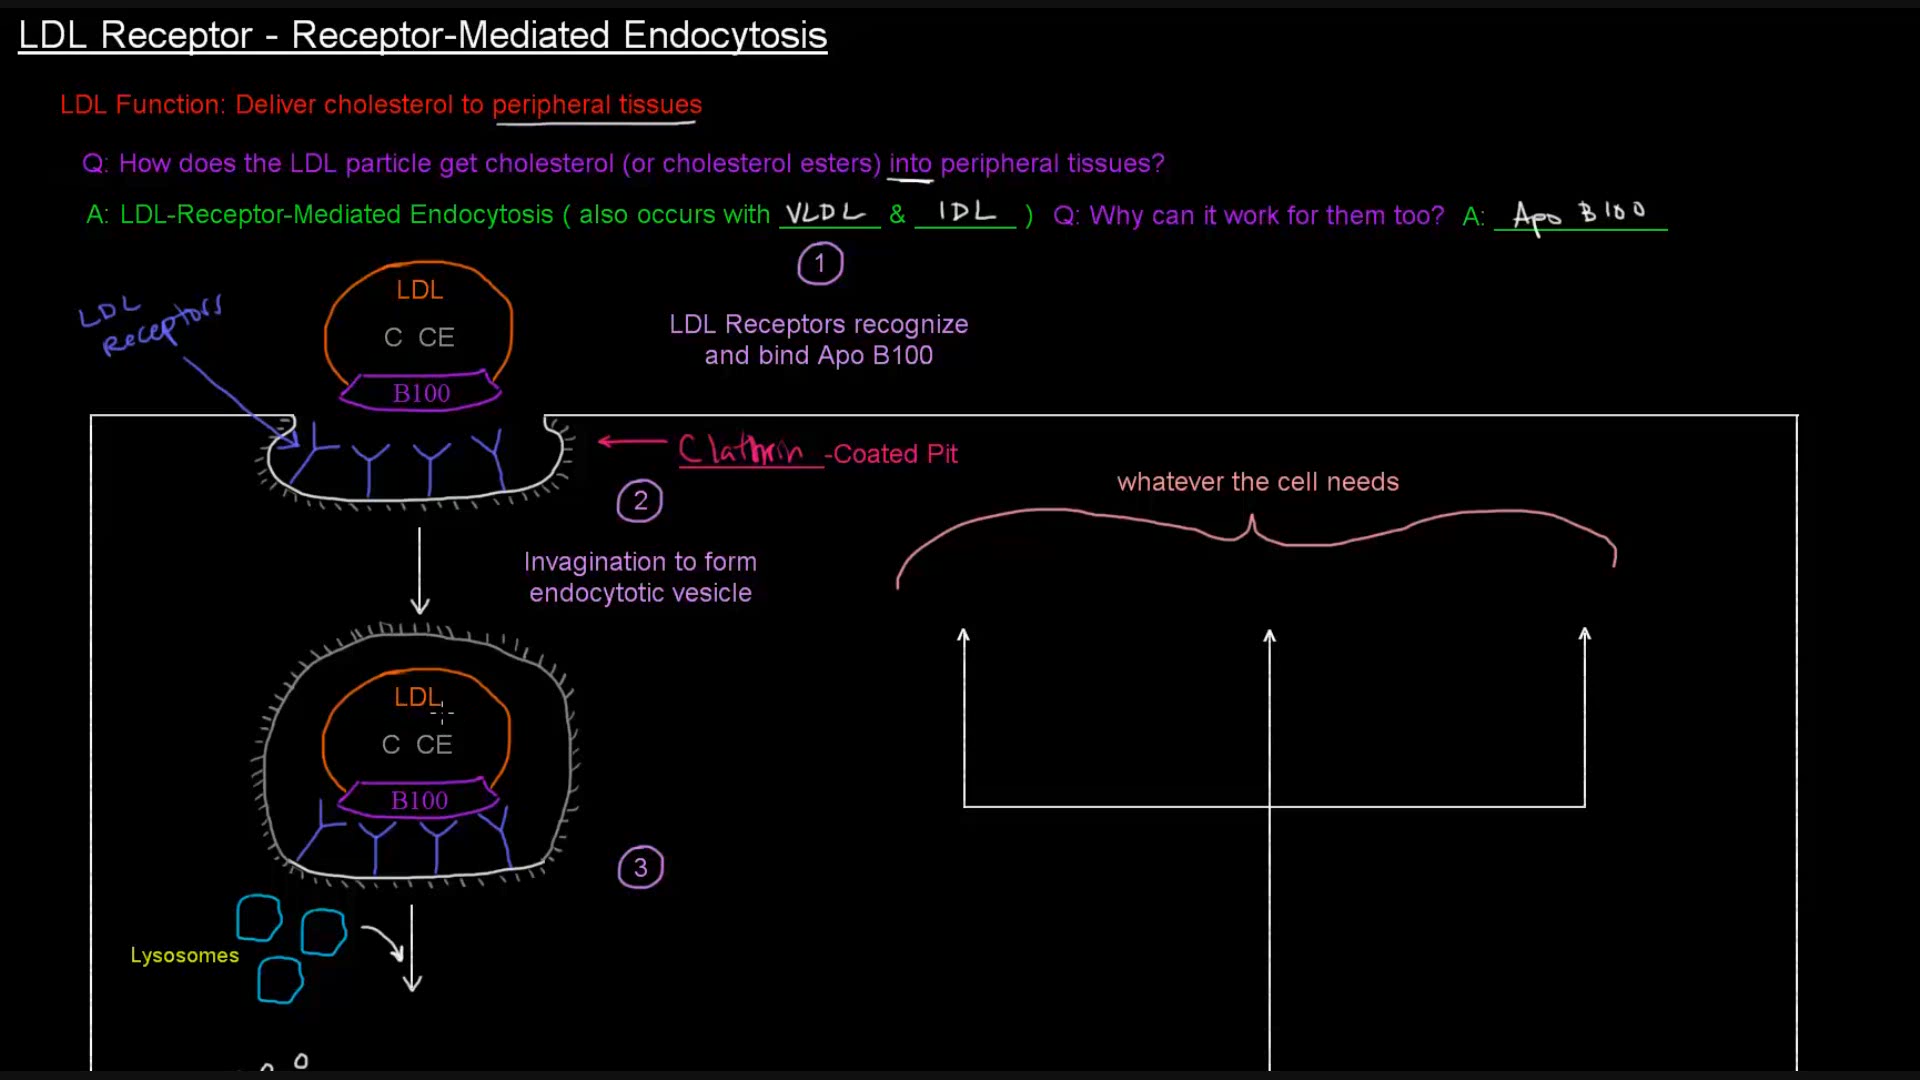 LDL Receptor - Receptor-Mediated Endocytosis
LDL Function: Deliver cholesterol to peripheral tissues
Q: How does the LDL particle get cholesterol (or cholesterol esters) into peripheral tissues?
A: LDL-Receptor-Mediated Endocytosis ( also occurs with VLDL & IDL ) Q: Why can it work for them too? A: Apo B100
1
LDL Receptors recognize
and bind Apo B100
LDL
Receptors
LDL
C CE
B100
Clathrin -Coated Pit
2
Invagination to form
endocytotic vesicle
whatever the cell needs
LDL
C CE
B100
3
Lysosomes